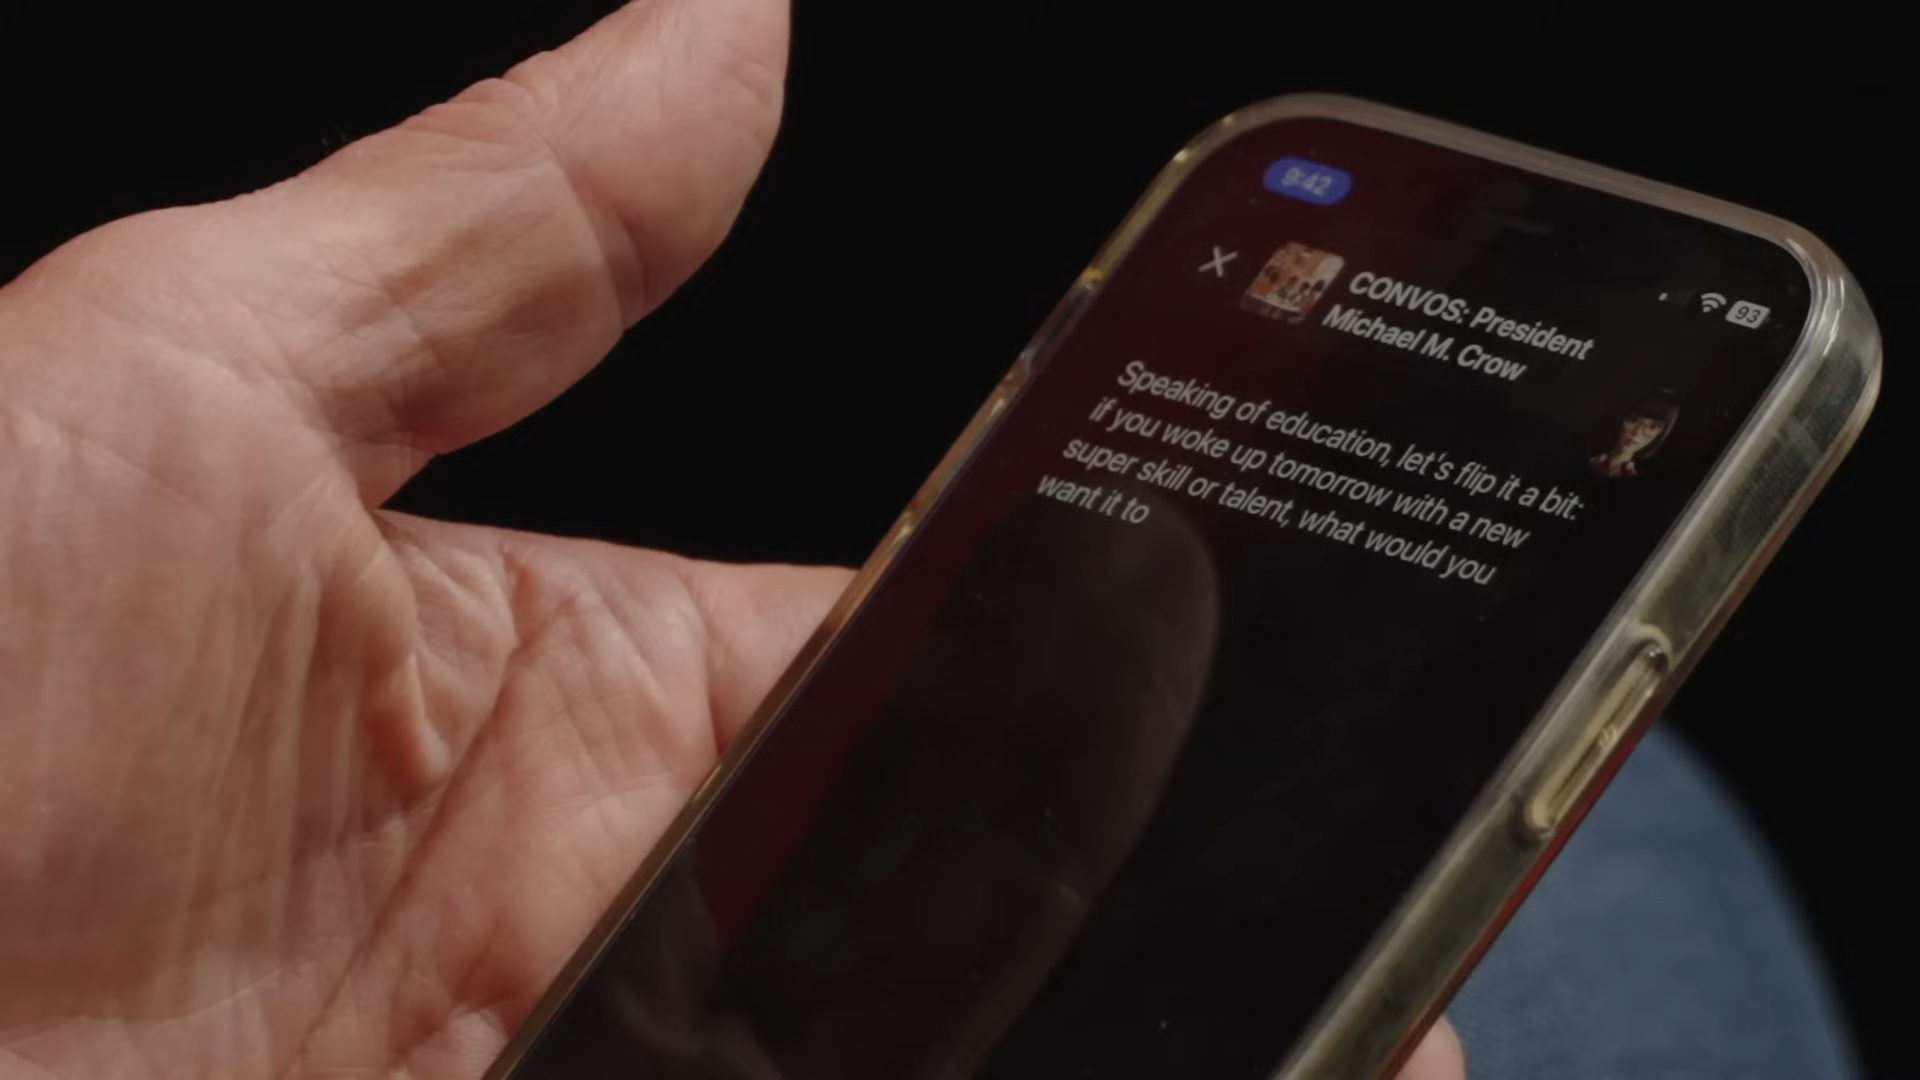 9:42
93
CONVOS: President
Michael M. Crow
Speaking of education, let's flip it a bit:
if you woke up tomorrow with a new
super skill or talent, what would you
want it to